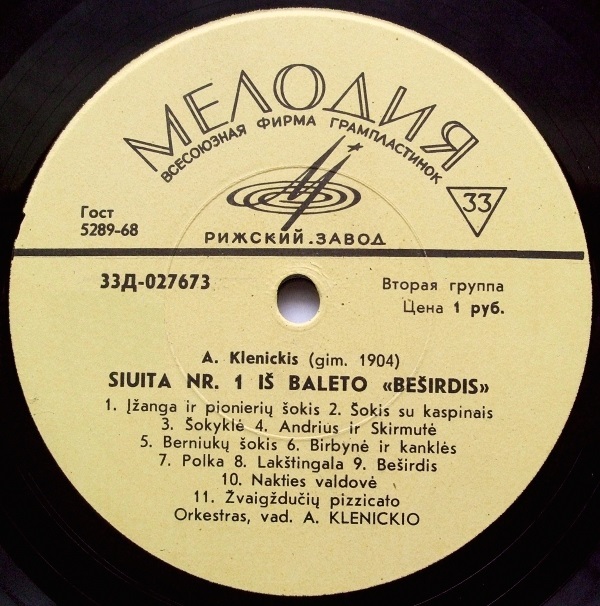 МЕЛОДИЯ
ВСЕСОЮЗНАЯ ФИРМА ГРАМПЛАСТИНОК
33
Гост
5289-68
РИЖСКИЙ.ЗАВОД
33Д-027673
Вторая группа
Цена 1 руб.
A. Klenickis (gim. 1904)
SIUITA NR. 1 IŠ BALETO «BEŠIRDIS»
1. Įžanga ir pionierių šokis 2. Šokis su kaspinais
3. Šokyklė 4. Andrius ir Skirmutė
5. Berniukų šokis 6. Birbynė ir kanklės
7. Polka 8. Lakštingala 9. Beširdis
10. Nakties valdovė
11. Žvaigždučių pizzicato
Orkestras, vad. A. KLENICKIO